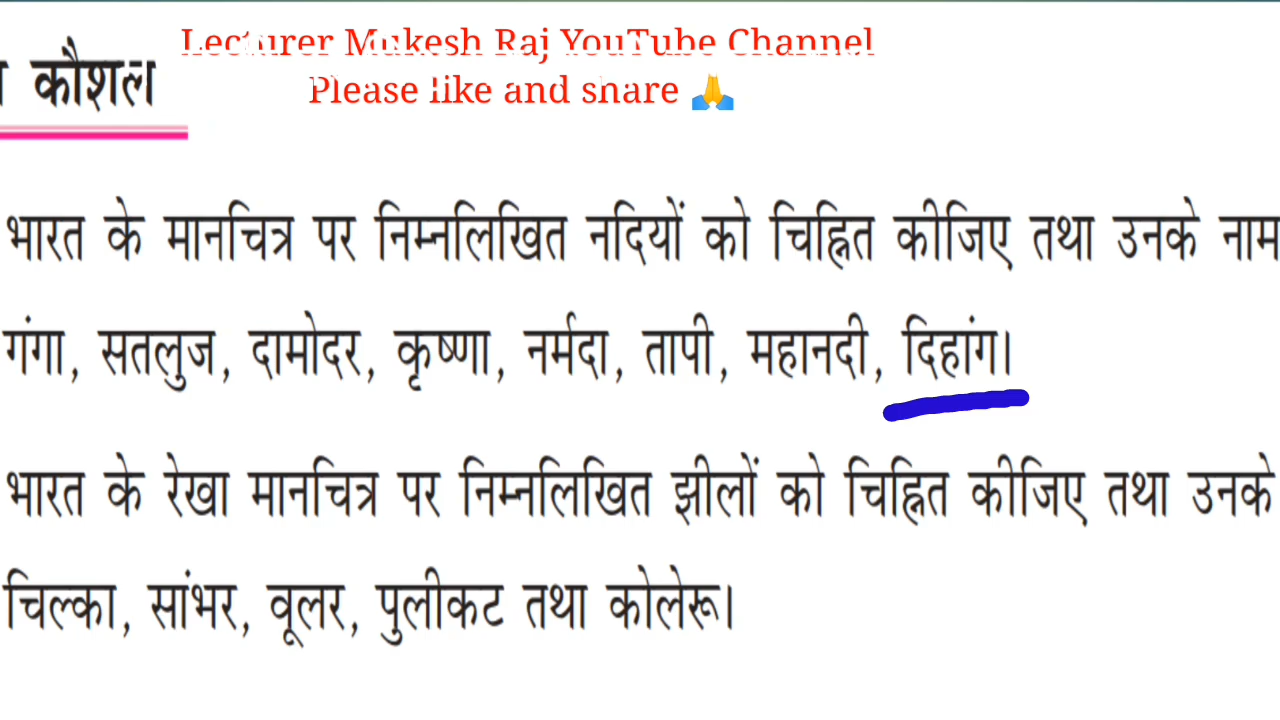 Lecturer Mukesh Raj YouTube Channel
Please like and share 🙏
कौशल
भारत के मानचित्र पर निम्नलिखित नदियों को चिह्नित कीजिए तथा उनके नाम
गंगा, सतलुज, दामोदर, कृष्णा, नर्मदा, तापी, महानदी, दिहांग।
भारत के रेखा मानचित्र पर निम्नलिखित झीलों को चिह्नित कीजिए तथा उनके
चिल्का, सांभर, वूलर, पुलीकट तथा कोलेरू।